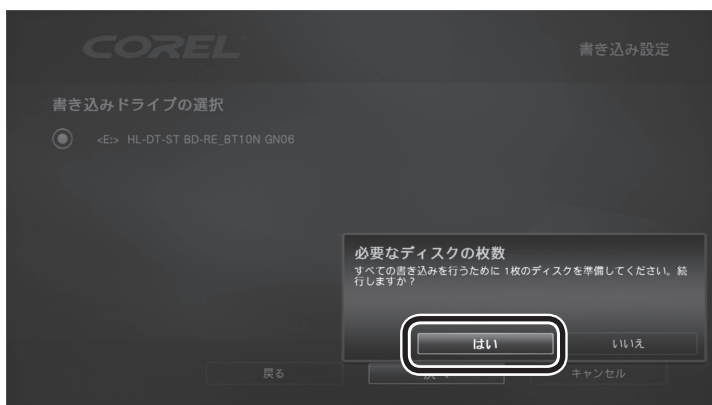 COREL
書き込み設定
書き込みドライブの選択
<E:> HL-DT-ST BD-RE_BT10N GN06
必要なディスクの枚数
すべての書き込みを行うために 1枚のディスクを準備してください。続
行しますか？
はい
いいえ
戻る
キャンセル